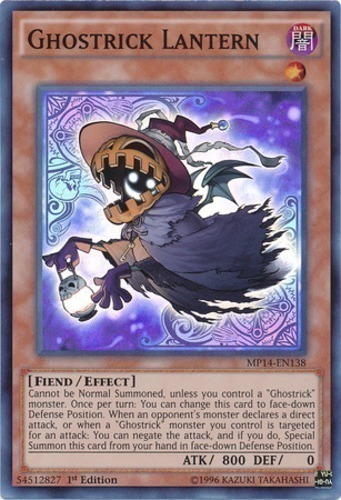 GHOSTRICK LANTERN
DARK
闇
MP14-EN138
[FIEND / EFFECT]
Cannot be Normal Summoned, unless you control a "Ghostrick"
monster. Once per turn: You can change this card to face-down
Defense Position. When an opponent's monster declares a direct
attack, or when a "Ghostrick" monster you control is targeted
for an attack: You can negate the attack, and if you do, Special
Summon this card from your hand in face-down Defense Position.
ATK/ 800 DEF/ 0
54512827 1st Edition ©1996 KAZUKI TAKAHASHI